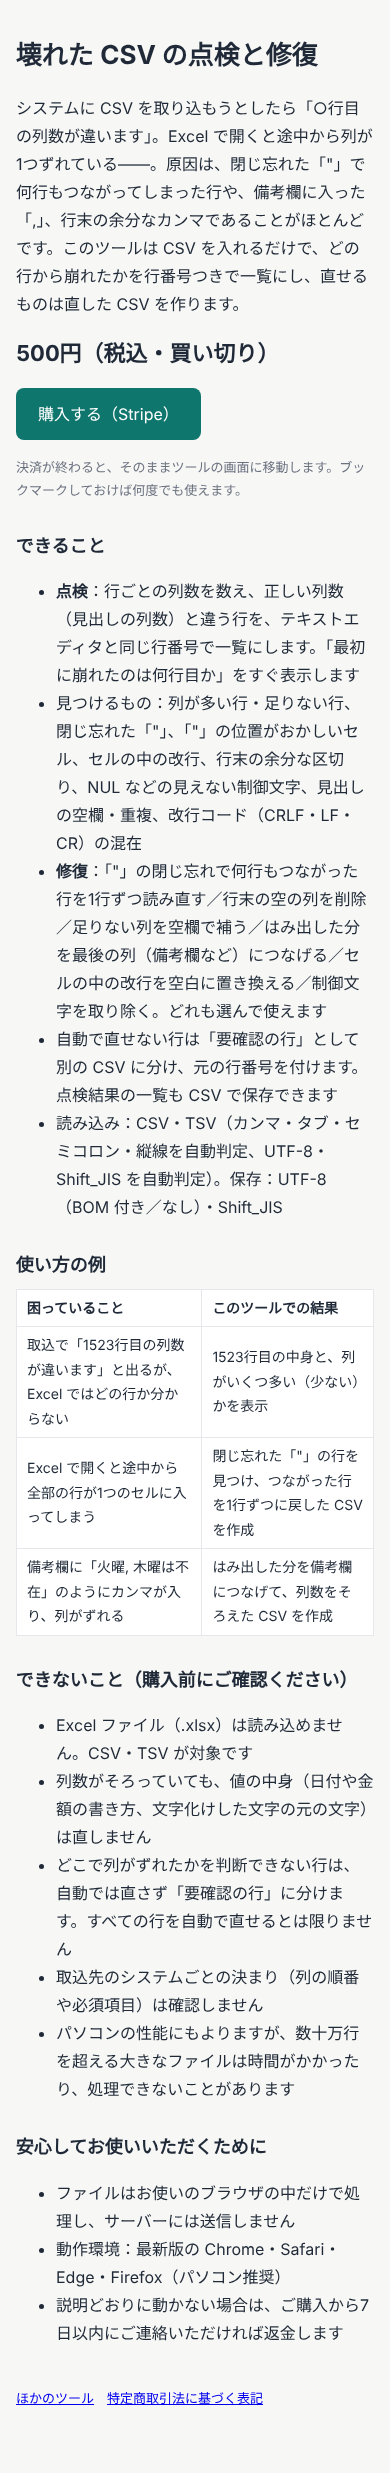 壊れた CSV の点検と修復
システムに CSV を取り込もうとしたら「○行目
の列数が違います」。Excel で開くと途中から列が
1つずれている——。原因は、閉じ忘れた「"」で
何行もつながってしまった行や、備考欄に入った
「,」、行末の余分なカンマであることがほとんど
です。このツールは CSV を入れるだけで、どの
行から崩れたかを行番号つきで一覧にし、直せる
ものは直した CSV を作ります。
500円（税込・買い切り）
購入する（Stripe）
決済が終わると、そのままツールの画面に移動します。ブッ
クマークしておけば何度でも使えます。
できること
• 点検：行ごとの列数を数え、正しい列数
（見出しの列数）と違う行を、テキストエ
ディタと同じ行番号で一覧にします。「最初
に崩れたのは何行目か」をすぐ表示します
• 見つけるもの：列が多い行・足りない行、
閉じ忘れた「"」、「"」の位置がおかしいセ
ル、セルの中の改行、行末の余分な区切
り、NUL などの見えない制御文字、見出し
の空欄・重複、改行コード（CRLF・LF・
CR）の混在
• 修復：「"」の閉じ忘れで何行もつながった
行を1行ずつ読み直す／行末の空の列を削除
／足りない列を空欄で補う／はみ出した分
を最後の列（備考欄など）につなげる／セ
ルの中の改行を空白に置き換える／制御文
字を取り除く。どれも選んで使えます
• 自動で直せない行は「要確認の行」として
別の CSV に分け、元の行番号を付けます。
点検結果の一覧も CSV で保存できます
• 読み込み：CSV・TSV（カンマ・タブ・セ
ミコロン・縦線を自動判定、UTF-8・
Shift_JIS を自動判定）。保存：UTF-8
（BOM 付き／なし）・Shift_JIS
使い方の例
困っていること
このツールでの結果
取込で「1523行目の列数
が違います」と出るが、
Excel ではどの行か分か
らない
1523行目の中身と、列
がいくつ多い（少ない）
かを表示
Excel で開くと途中から
全部の行が1つのセルに入
ってしまう
閉じ忘れた「"」の行を
見つけ、つながった行
を1行ずつに戻した CSV
を作成
備考欄に「火曜, 木曜は不
在」のようにカンマが入
り、列がずれる
はみ出した分を備考欄
につなげて、列数をそ
ろえた CSV を作成
できないこと（購入前にご確認ください）
• Excel ファイル（.xlsx）は読み込めませ
ん。CSV・TSV が対象です
• 列数がそろっていても、値の中身（日付や金
額の書き方、文字化けした文字の元の文字）
は直しません
• どこで列がずれたかを判断できない行は、
自動では直さず「要確認の行」に分けま
す。すべての行を自動で直せるとは限りませ
ん
• 取込先のシステムごとの決まり（列の順番
や必須項目）は確認しません
• パソコンの性能にもよりますが、数十万行
を超える大きなファイルは時間がかかった
り、処理できないことがあります
安心してお使いいただくために
• ファイルはお使いのブラウザの中だけで処
理し、サーバーには送信しません
• 動作環境：最新版の Chrome・Safari・
Edge・Firefox（パソコン推奨）
• 説明どおりに動かない場合は、ご購入から7
日以内にご連絡いただければ返金します
ほかのツール 特定商取引法に基づく表記